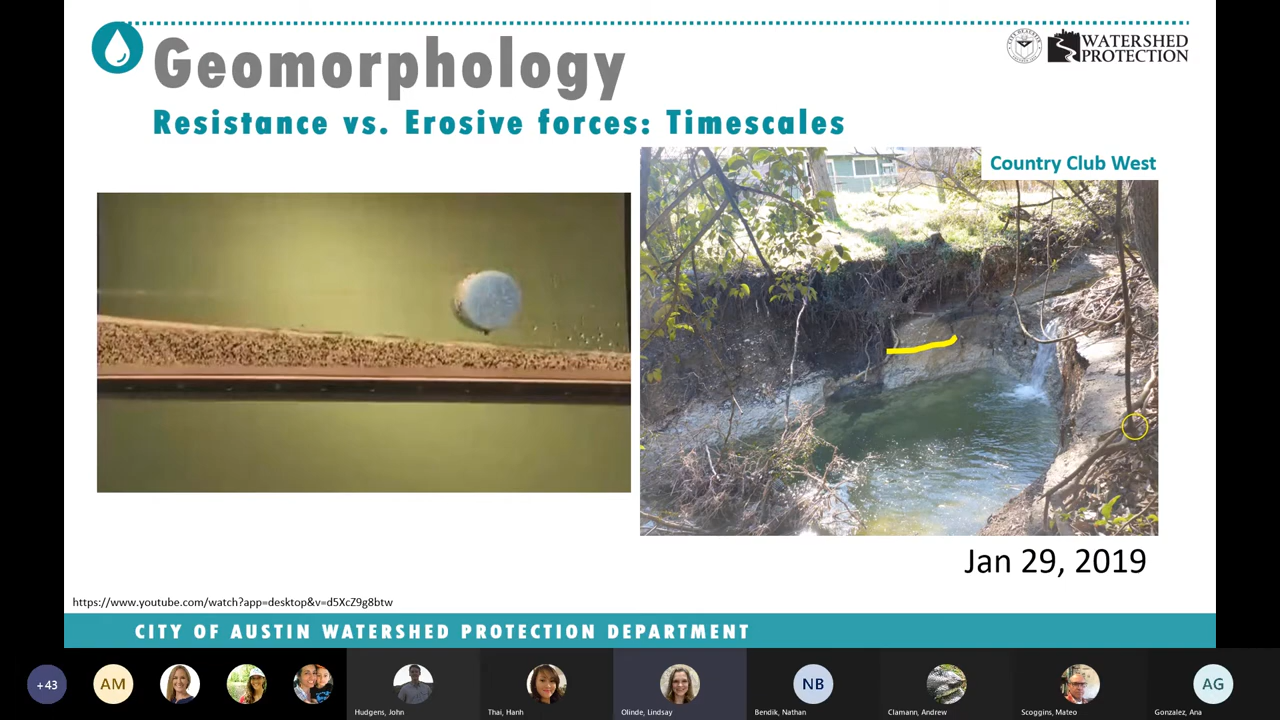 Geomorphology
WATERSHED
PROTECTION
Resistance vs. Erosive forces: Timescales
Country Club West
Jan 29, 2019
https://www.youtube.com/watch?app=desktop&v=d5XcZ9g8btw
CITY OF AUSTIN WATERSHED PROTECTION DEPARTMENT
+43
AM
NB
AG
Hudgens, John
Thai, Hanh
Olinde, Lindsay
Bendik, Nathan
Clamann, Andrew
Scoggins, Mateo
Gonzalez, Ana